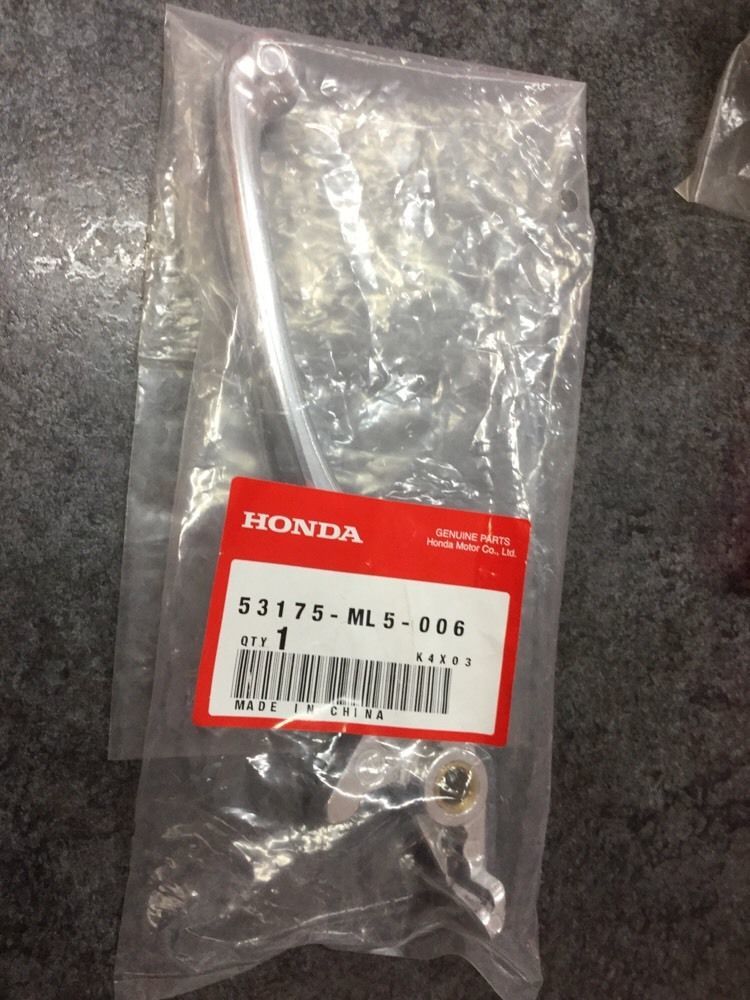 HONDA
GENUINE PARTS
Honda Motor Co., Ltd.
53175-ML5-006
QTY 1
K4X03
MADE IN CHINA